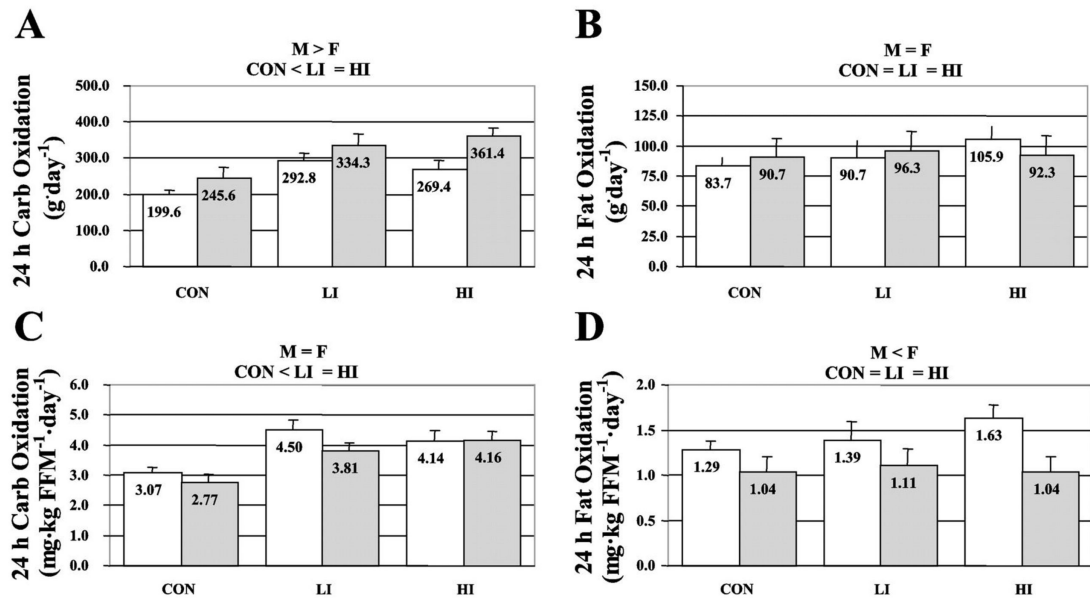 A
M > F
CON < LI = HI
24 h Carb Oxidation
(g·day⁻¹)
500.0
400.0
300.0
200.0
100.0
0.0
199.6
245.6
292.8
334.3
269.4
361.4
CON
LI
HI
B
M = F
CON = LI = HI
24 h Fat Oxidation
(g·day⁻¹)
150.0
125.0
100.0
75.0
50.0
25.0
0.0
83.7
90.7
90.7
96.3
105.9
92.3
CON
LI
HI
C
M = F
CON < LI = HI
24 h Carb Oxidation
(mg·kg FFM⁻¹·day⁻¹)
6.0
5.0
4.0
3.0
2.0
1.0
0.0
3.07
2.77
4.50
3.81
4.14
4.16
CON
LI
HI
D
M < F
CON = LI = HI
24 h Fat Oxidation
(mg·kg FFM⁻¹·day⁻¹)
2.0
1.5
1.0
0.5
0.0
1.29
1.04
1.39
1.11
1.63
1.04
CON
LI
HI